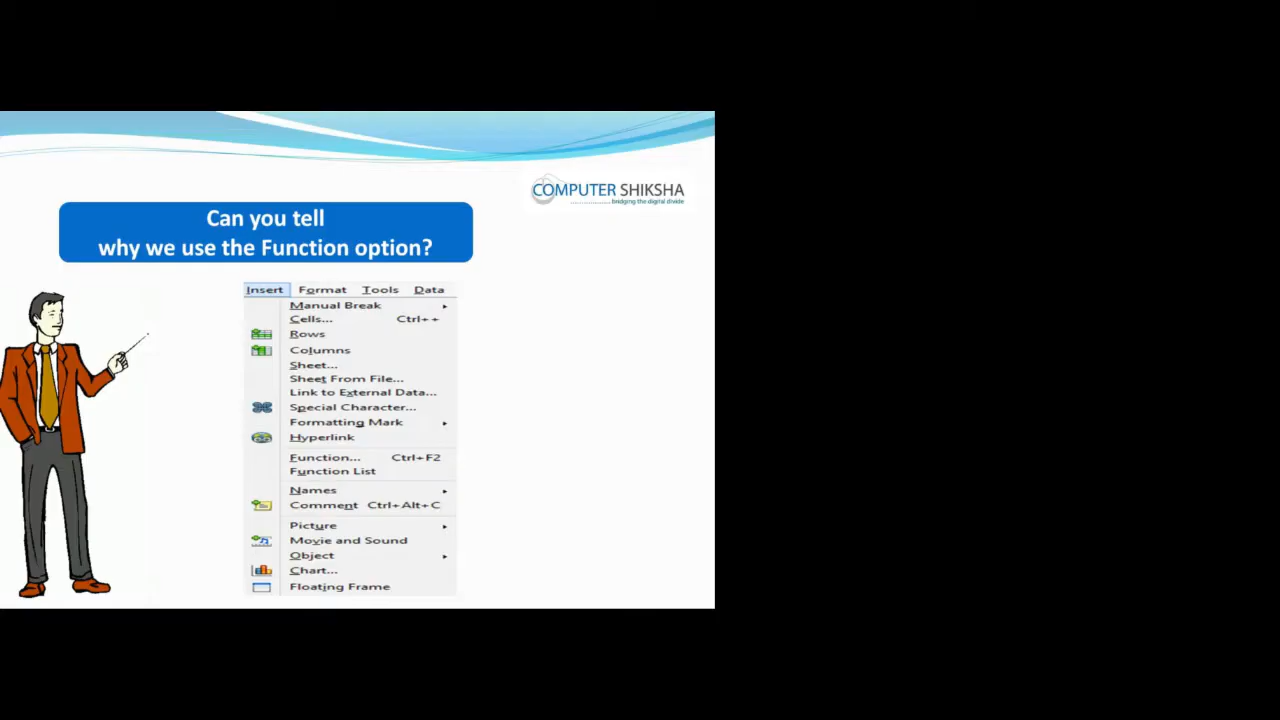 COMPUTER SHIKSHA
bridging the digital divide
Can you tell
why we use the Function option?
Insert Format Tools Data
Manual Break
Cells... Ctrl++
Rows
Columns
Sheet...
Sheet From File...
Link to External Data...
Special Character...
Formatting Mark
Hyperlink
Function... Ctrl+F2
Function List
Names
Comment Ctrl+Alt+C
Picture
Movie and Sound
Object
Chart...
Floating Frame